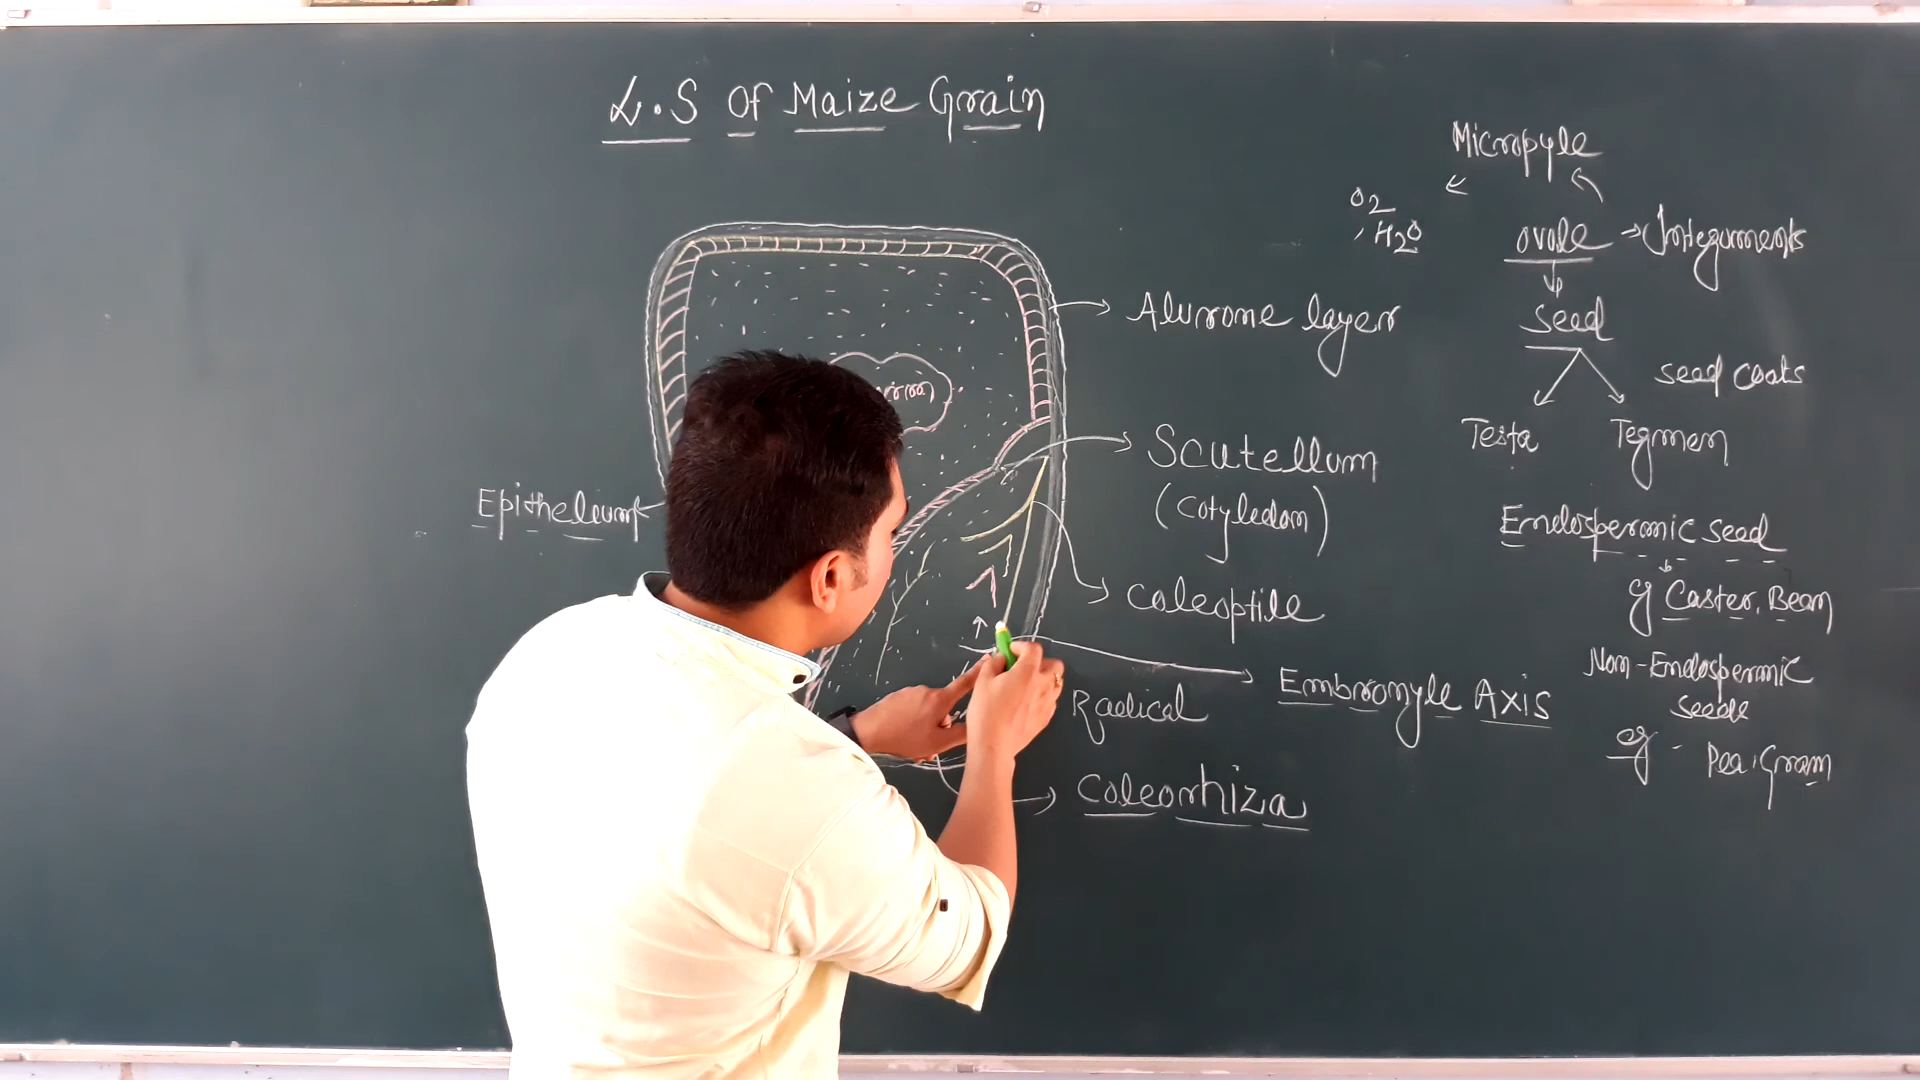 L.S Of Maize Grain
Alurone layer
Scutellum
(Cotyledon)
Epithelium
Coleoptile
Embronyle Axis
Radical
Coleorhiza
Micropyle
O2
, H2O
ovule → Integuments
Seed
seed coats
Testa Tegmen
Endospermic seed
eg Caster, Bean
Non-Endospermic
seeds
eg - Pea, Gram